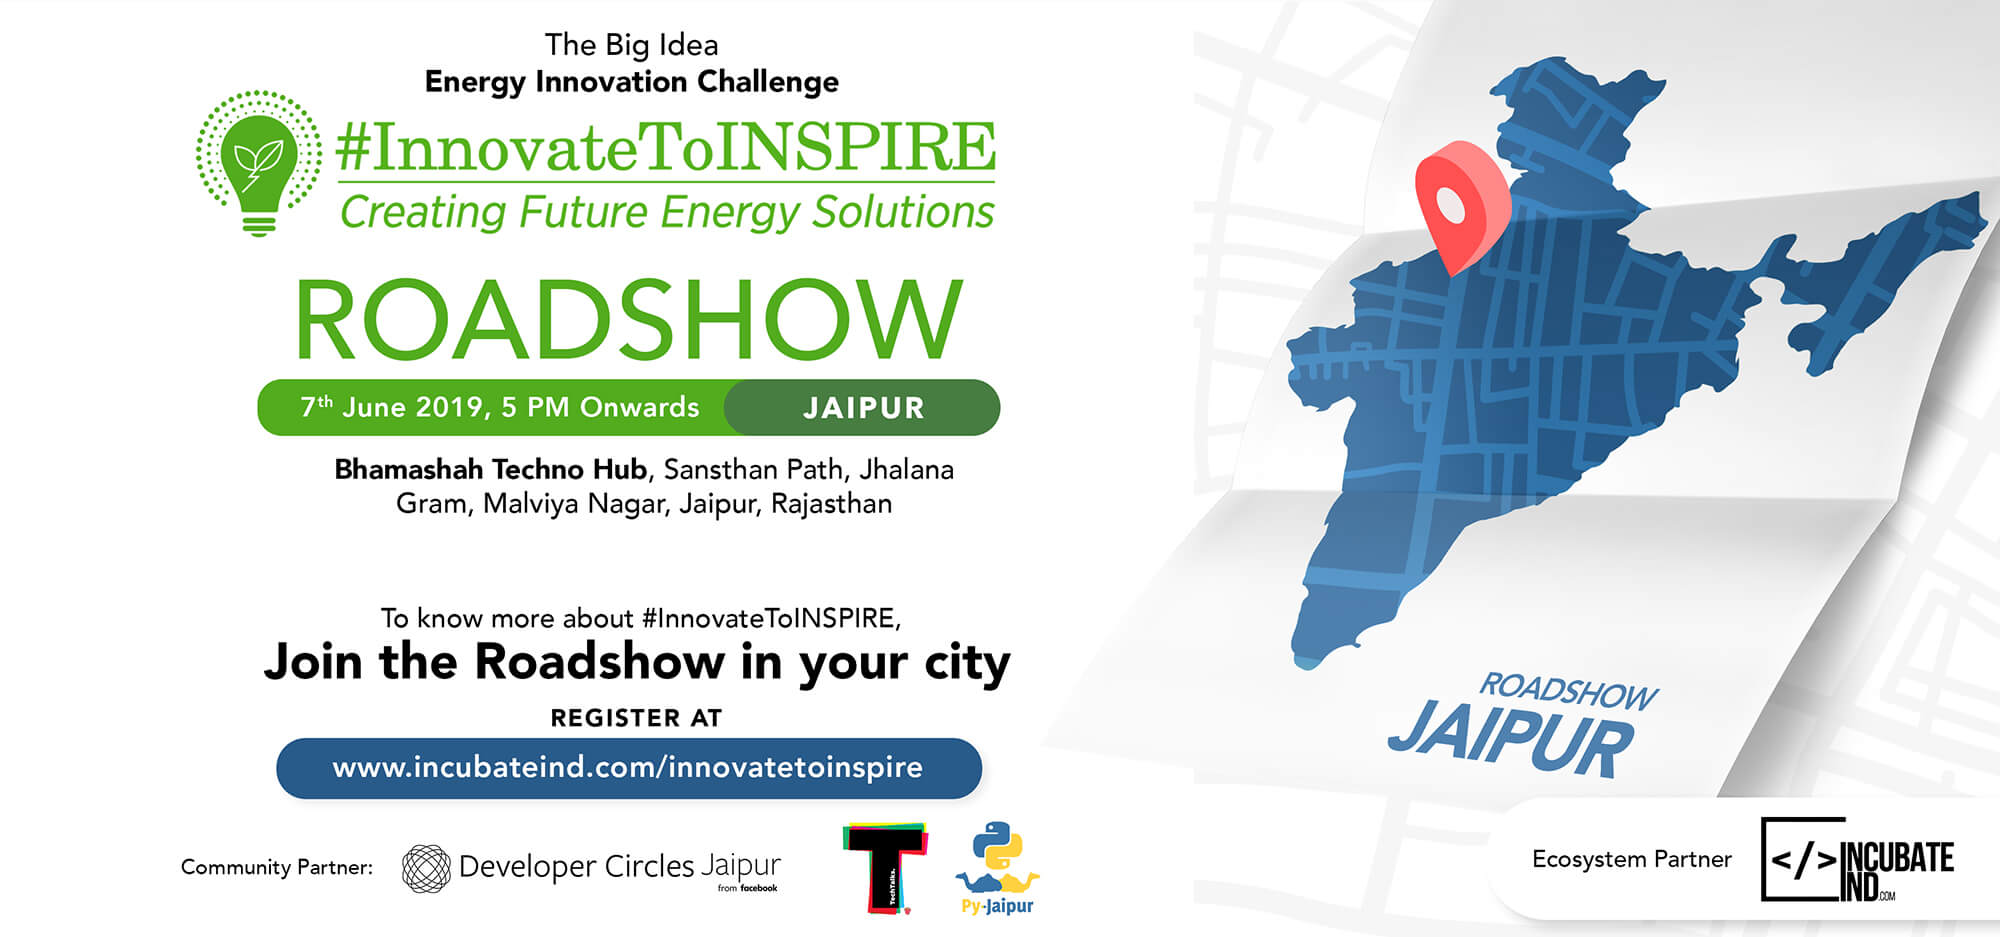 The Big Idea
Energy Innovation Challenge
#InnovateToINSPIRE
Creating Future Energy Solutions
ROADSHOW
7th June 2019, 5 PM Onwards
JAIPUR
Bhamashah Techno Hub, Sansthan Path, Jhalana
Gram, Malviya Nagar, Jaipur, Rajasthan
To know more about #InnovateToINSPIRE,
Join the Roadshow in your city
REGISTER AT
www.incubateind.com/innovatetoinspire
Community Partner:
Developer Circles Jaipur
from facebook
T
TechTalks.
Py-Jaipur
ROADSHOW
JAIPUR
Ecosystem Partner
</>INCUBATE
IND.COM